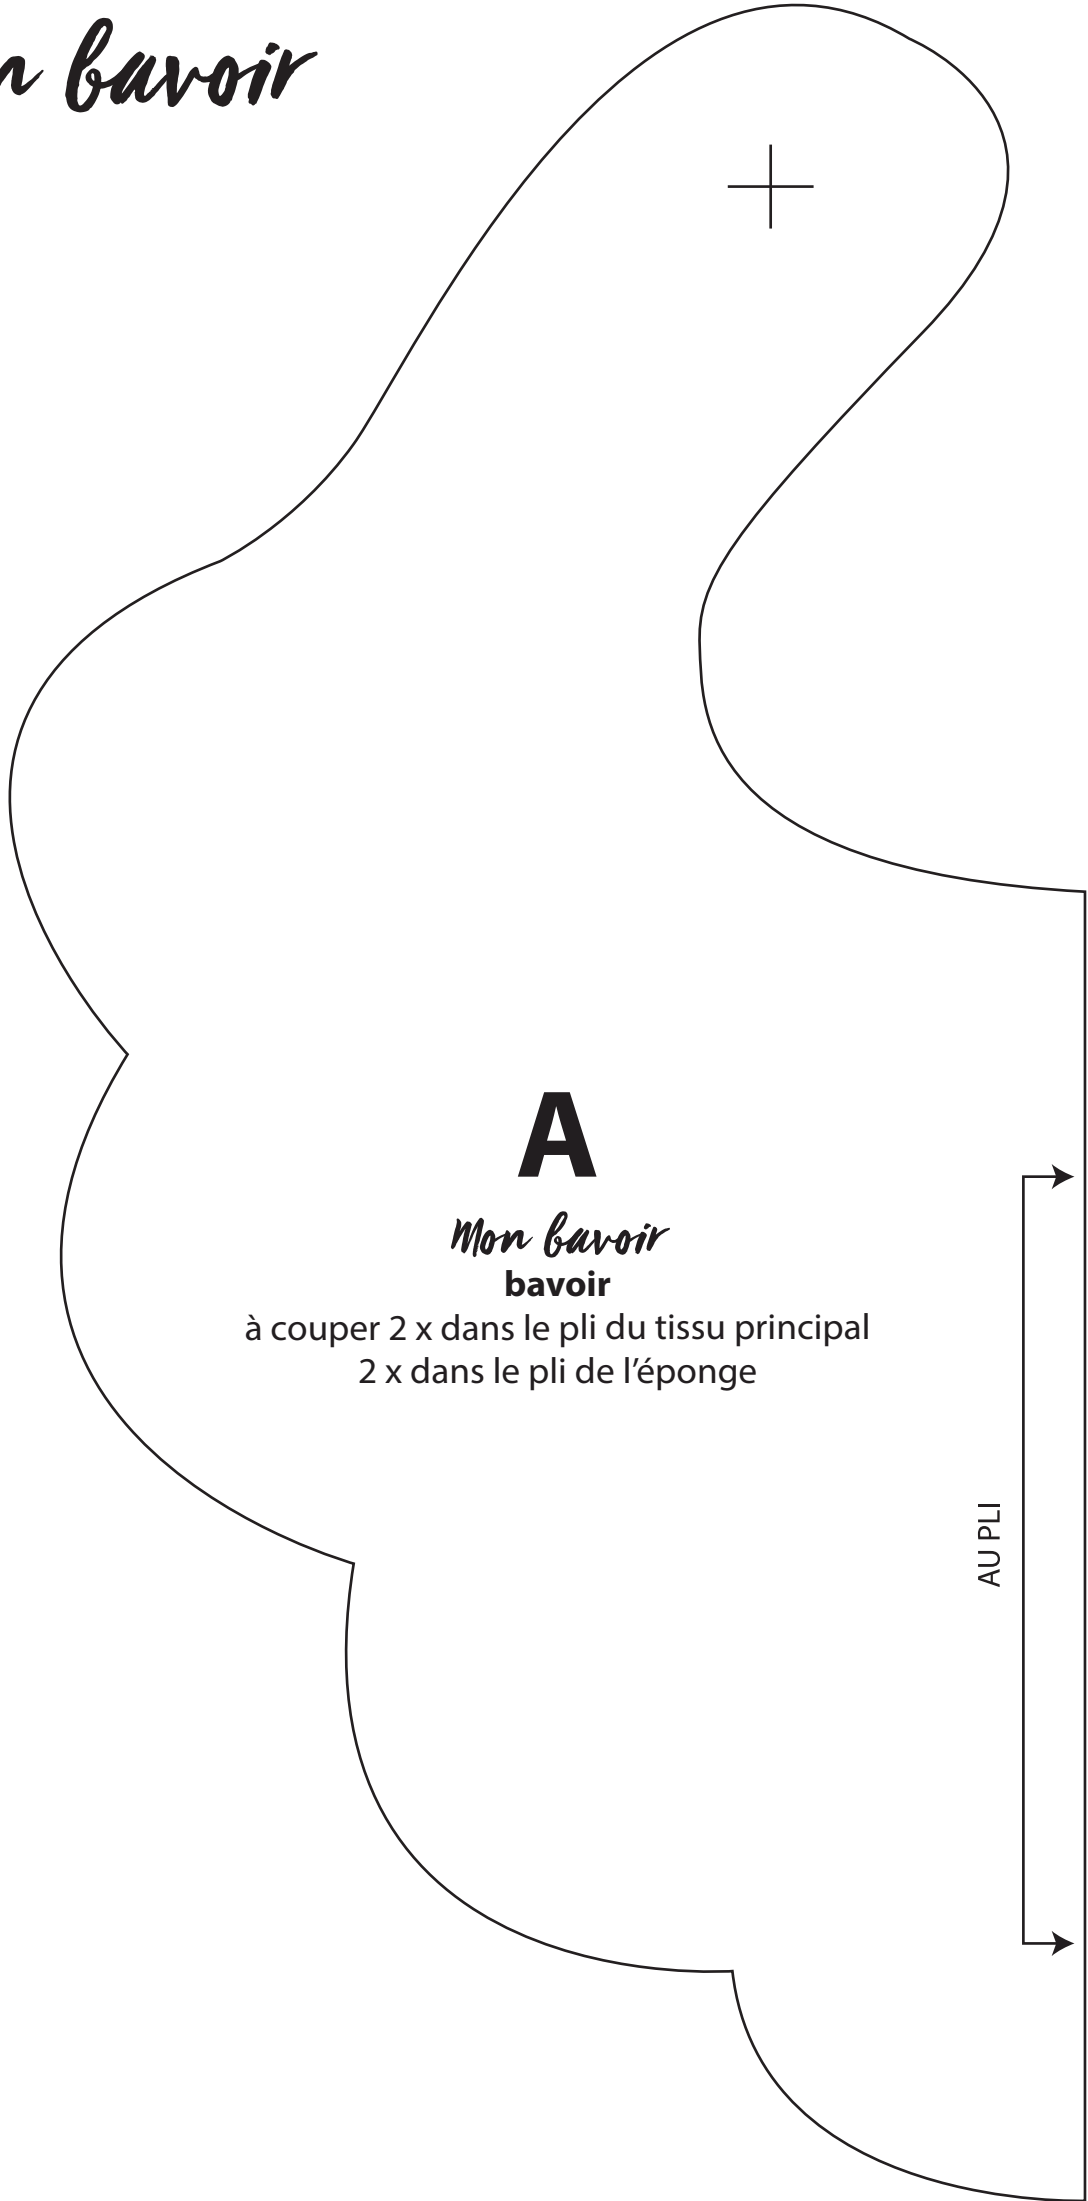 bavoir
A
Mon bavoir
bavoir
à couper 2 x dans le pli du tissu principal
2 x dans le pli de l’éponge
AU PLI